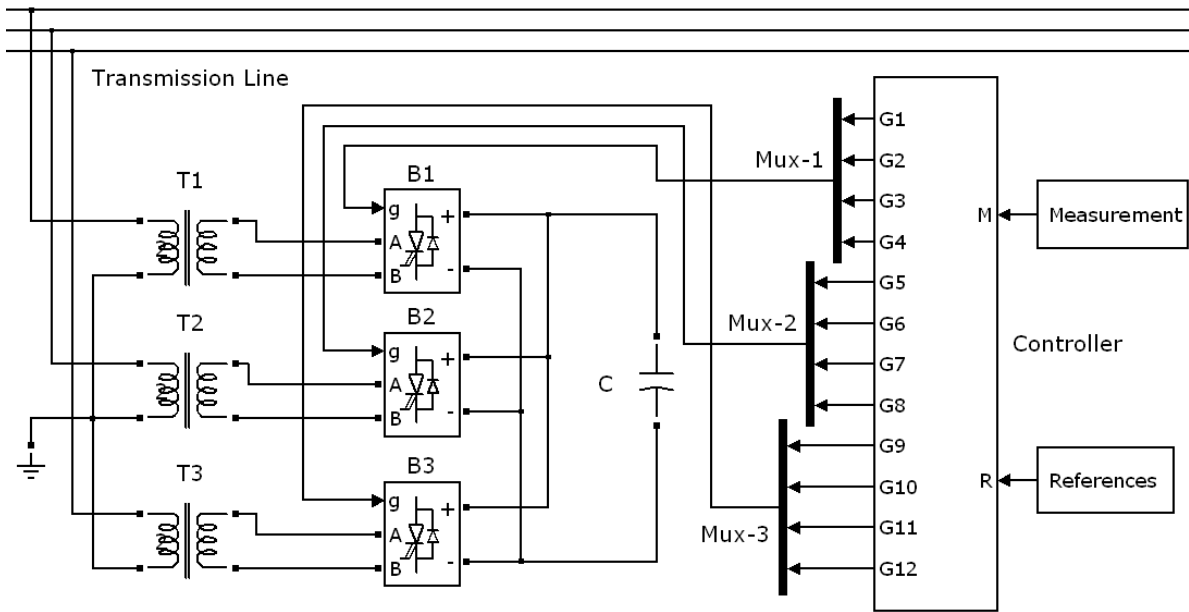 Transmission Line
T1
B1
g
A
B
+
-
T2
B2
g
A
B
+
-
T3
B3
g
A
B
+
-
C
Mux-1
Mux-2
Mux-3
G1
G2
G3
G4
G5
G6
G7
G8
G9
G10
G11
G12
M
R
Controller
Measurement
References